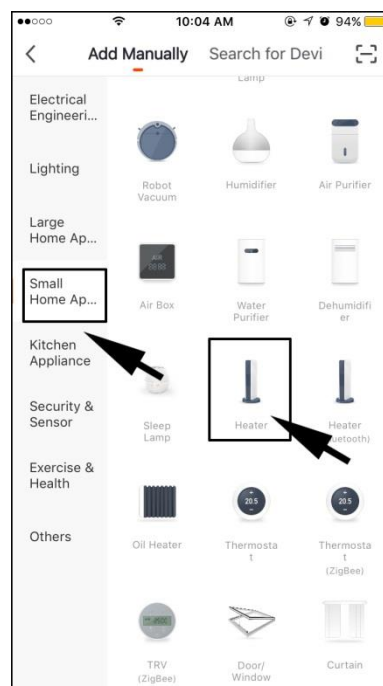 10:04 AM
94%
Add Manually Search for Devi
Lamp
Electrical
Engineeri...
Lighting
Large
Home Ap...
Small
Home Ap...
Kitchen
Appliance
Security &
Sensor
Exercise &
Health
Others
Robot
Vacuum
Humidifier
Air Purifier
Air Box
Water
Purifier
Dehumidifi
er
Sleep
Lamp
Heater
Heater
Oil Heater
20.5
Thermosta
t
20.5
Thermosta
t
(ZigBee)
TRV
(ZigBee)
Door/
Window
Curtain